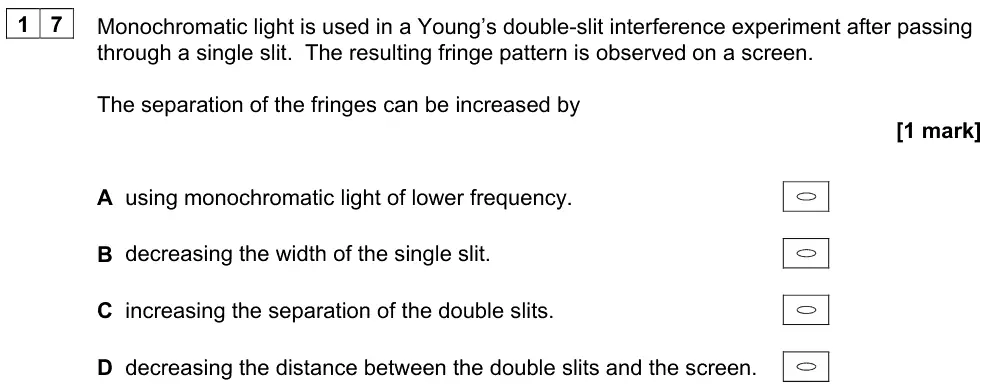 1 7 Monochromatic light is used in a Young’s double-slit interference experiment after passing
through a single slit. The resulting fringe pattern is observed on a screen.
The separation of the fringes can be increased by
[1 mark]
A using monochromatic light of lower frequency.
B decreasing the width of the single slit.
C increasing the separation of the double slits.
D decreasing the distance between the double slits and the screen.